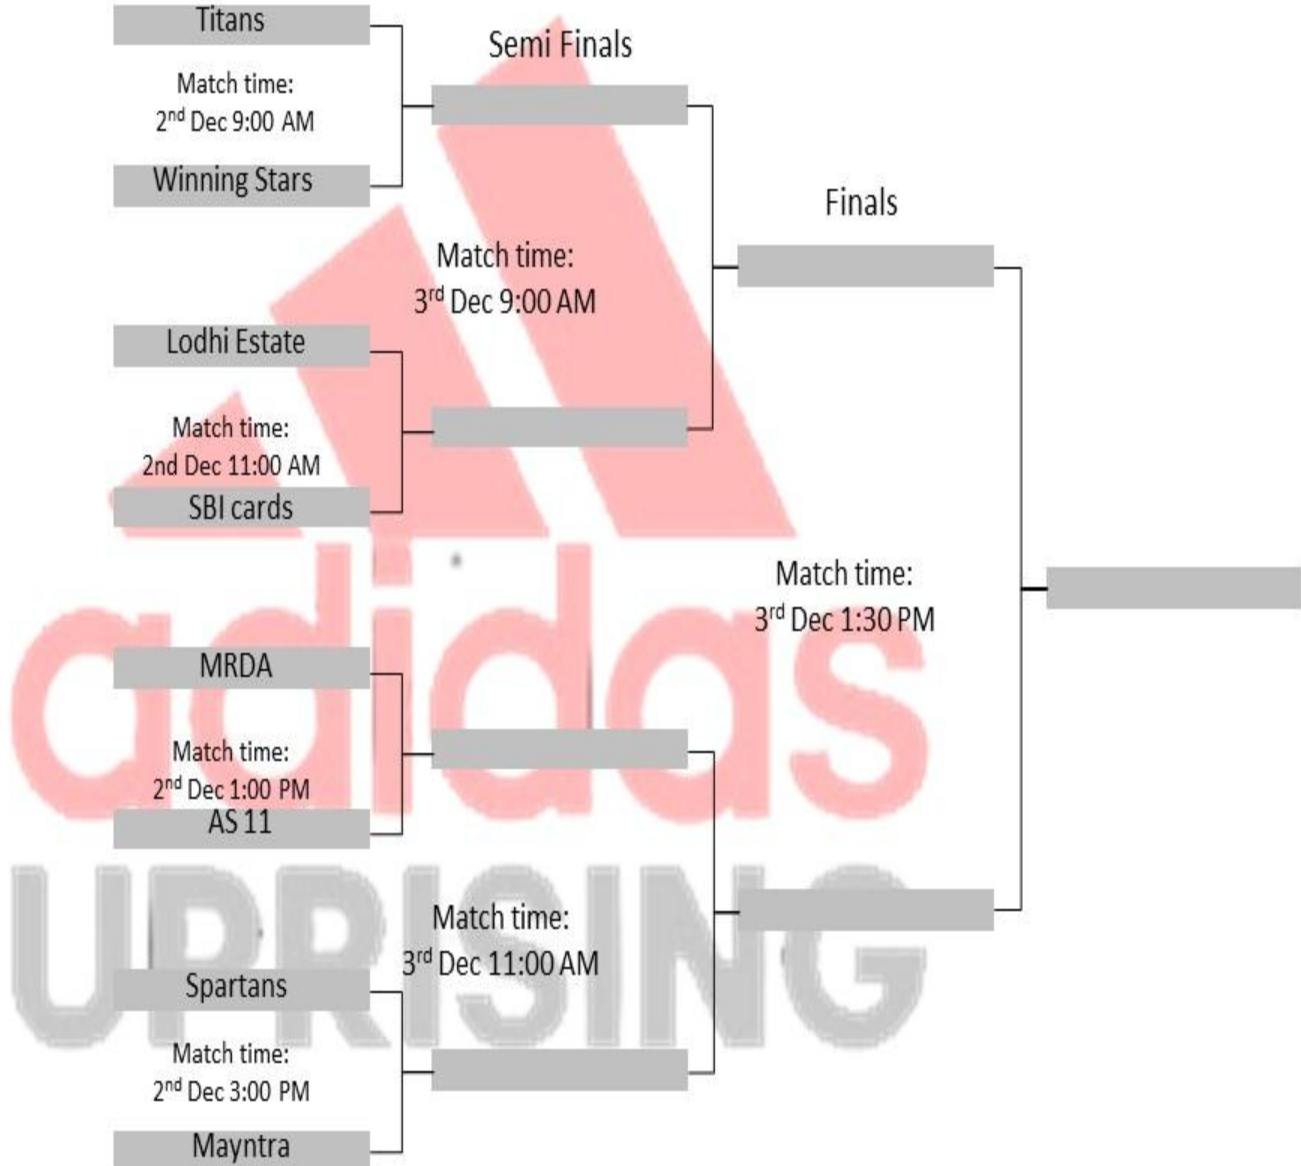 Titans
Semi Finals
Match time:
2nd Dec 9:00 AM
Winning Stars
Finals
Match time:
3rd Dec 9:00 AM
Lodhi Estate
Match time:
2nd Dec 11:00 AM
SBI cards
Match time:
3rd Dec 1:30 PM
MRDA
Match time:
2nd Dec 1:00 PM
AS 11
Match time:
3rd Dec 11:00 AM
Spartans
Match time:
2nd Dec 3:00 PM
Mayntra
adidas
UPRISING